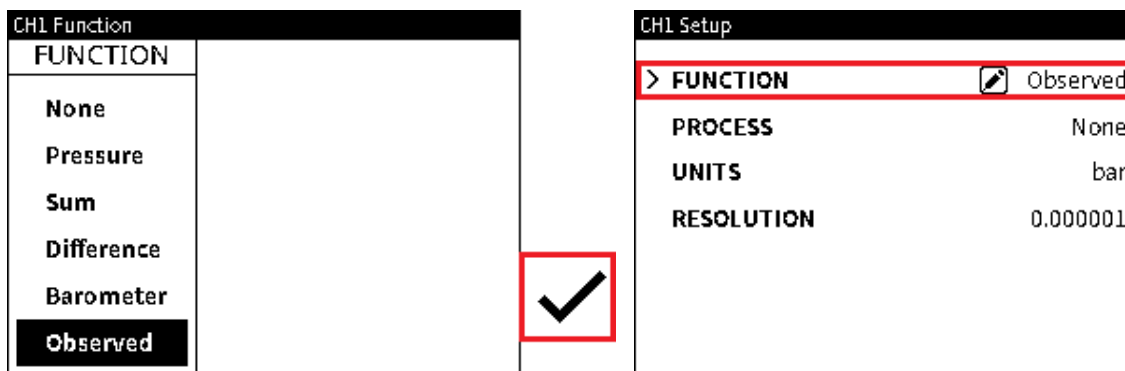 CH1 Function
FUNCTION
None
Pressure
Sum
Difference
Barometer
Observed
CH1 Setup
> FUNCTION Observed
PROCESS None
UNITS bar
RESOLUTION 0.000001